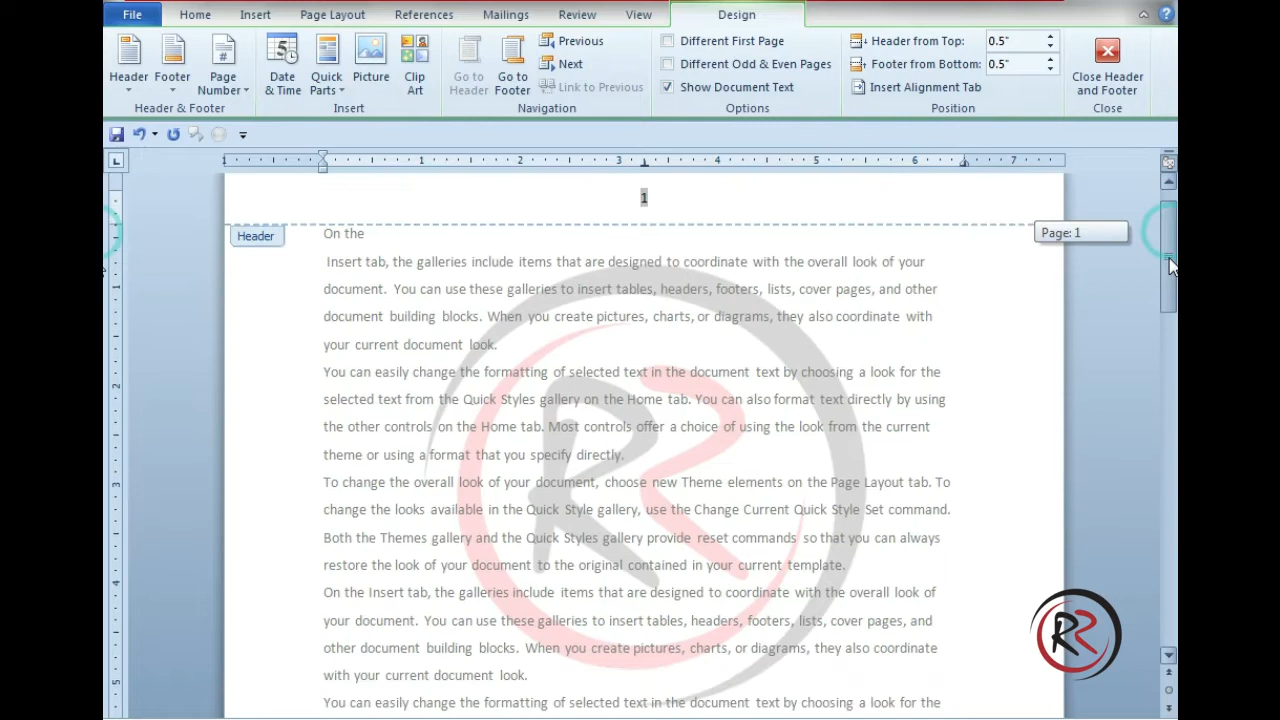 File Home Insert Page Layout References Mailings Review View Design
Previous Different First Page Header from Top: 0.5"
Next Different Odd & Even Pages Footer from Bottom: 0.5"
Header Footer Page Number Date & Time Quick Parts Picture Clip Art Go to Header Go to Footer Link to Previous Show Document Text Insert Alignment Tab Close Header and Footer
Header & Footer Insert Navigation Options Position Close
1 1 2 3 4 5 6 7
1
On the
Header
Page: 1
Insert tab, the galleries include items that are designed to coordinate with the overall look of your
document. You can use these galleries to insert tables, headers, footers, lists, cover pages, and other
document building blocks. When you create pictures, charts, or diagrams, they also coordinate with
your current document look.
You can easily change the formatting of selected text in the document text by choosing a look for the
selected text from the Quick Styles gallery on the Home tab. You can also format text directly by using
the other controls on the Home tab. Most controls offer a choice of using the look from the current
theme or using a format that you specify directly.
To change the overall look of your document, choose new Theme elements on the Page Layout tab. To
change the looks available in the Quick Style gallery, use the Change Current Quick Style Set command.
Both the Themes gallery and the Quick Styles gallery provide reset commands so that you can always
restore the look of your document to the original contained in your current template.
On the Insert tab, the galleries include items that are designed to coordinate with the overall look of
your document. You can use these galleries to insert tables, headers, footers, lists, cover pages, and
other document building blocks. When you create pictures, charts, or diagrams, they also coordinate
with your current document look.
You can easily change the formatting of selected text in the document text by choosing a look for the